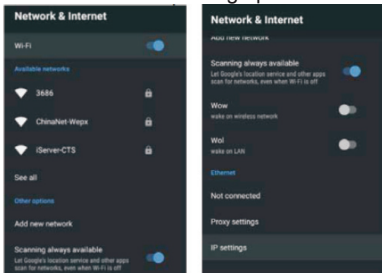 Network & Internet
Wi-Fi
Available networks
3686
ChinaNet-Wepx
iServer-CTS
See all
Other options
Add new network
Scanning always available
Let Google's location service and other apps
scan for networks, even when Wi-Fi is off
Network & Internet
Add new network
Scanning always available
Let Google's location service and other apps
scan for networks, even when Wi-Fi is off
Wow
wake on wireless network
Wol
wake on LAN
Ethernet
Not connected
Proxy settings
IP settings